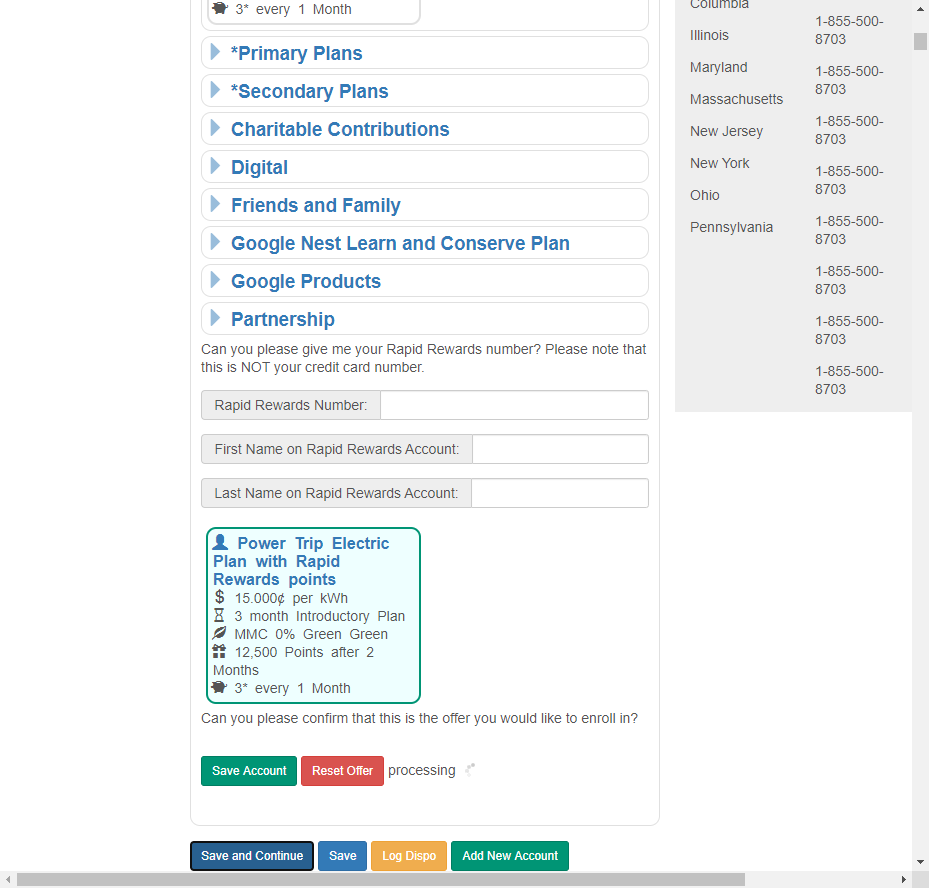 3* every 1 Month
*Primary Plans
*Secondary Plans
Charitable Contributions
Digital
Friends and Family
Google Nest Learn and Conserve Plan
Google Products
Partnership
Can you please give me your Rapid Rewards number? Please note that
this is NOT your credit card number.
Rapid Rewards Number:
First Name on Rapid Rewards Account:
Last Name on Rapid Rewards Account:
Power Trip Electric
Plan with Rapid
Rewards points
$ 15.000¢ per kWh
3 month Introductory Plan
MMC 0% Green Green
12,500 Points after 2
Months
3* every 1 Month
Can you please confirm that this is the offer you would like to enroll in?
Save Account
Reset Offer
processing
Save and Continue
Save
Log Dispo
Add New Account
Columbia
Illinois
Maryland
Massachusetts
New Jersey
New York
Ohio
Pennsylvania
1-855-500-
8703
1-855-500-
8703
1-855-500-
8703
1-855-500-
8703
1-855-500-
8703
1-855-500-
8703
1-855-500-
8703
1-855-500-
8703